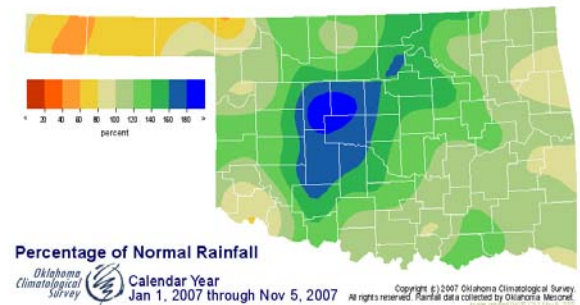 < 20 40 60 80 100 120 140 160 180 >
percent
Percentage of Normal Rainfall
Oklahoma
Climatological
Survey
Calendar Year
Jan 1, 2007 through Nov 5, 2007
Copyright (c) 2007 Oklahoma Climatological Survey.
All rights reserved. Rainfall data collected by Oklahoma Mesonet.